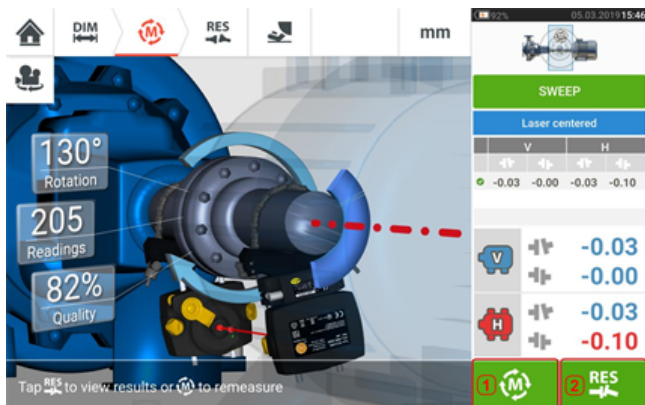 92% 05.03.2019 15:46
DIM
M
RES
mm
SWEEP
Laser centered
V H
-0.03 -0.00 -0.03 -0.10
130°
Rotation
205
Readings
82%
Quality
V
-0.03
-0.00
H
-0.03
-0.10
Tap RES to view results or M to remeasure
1 M
2 RES